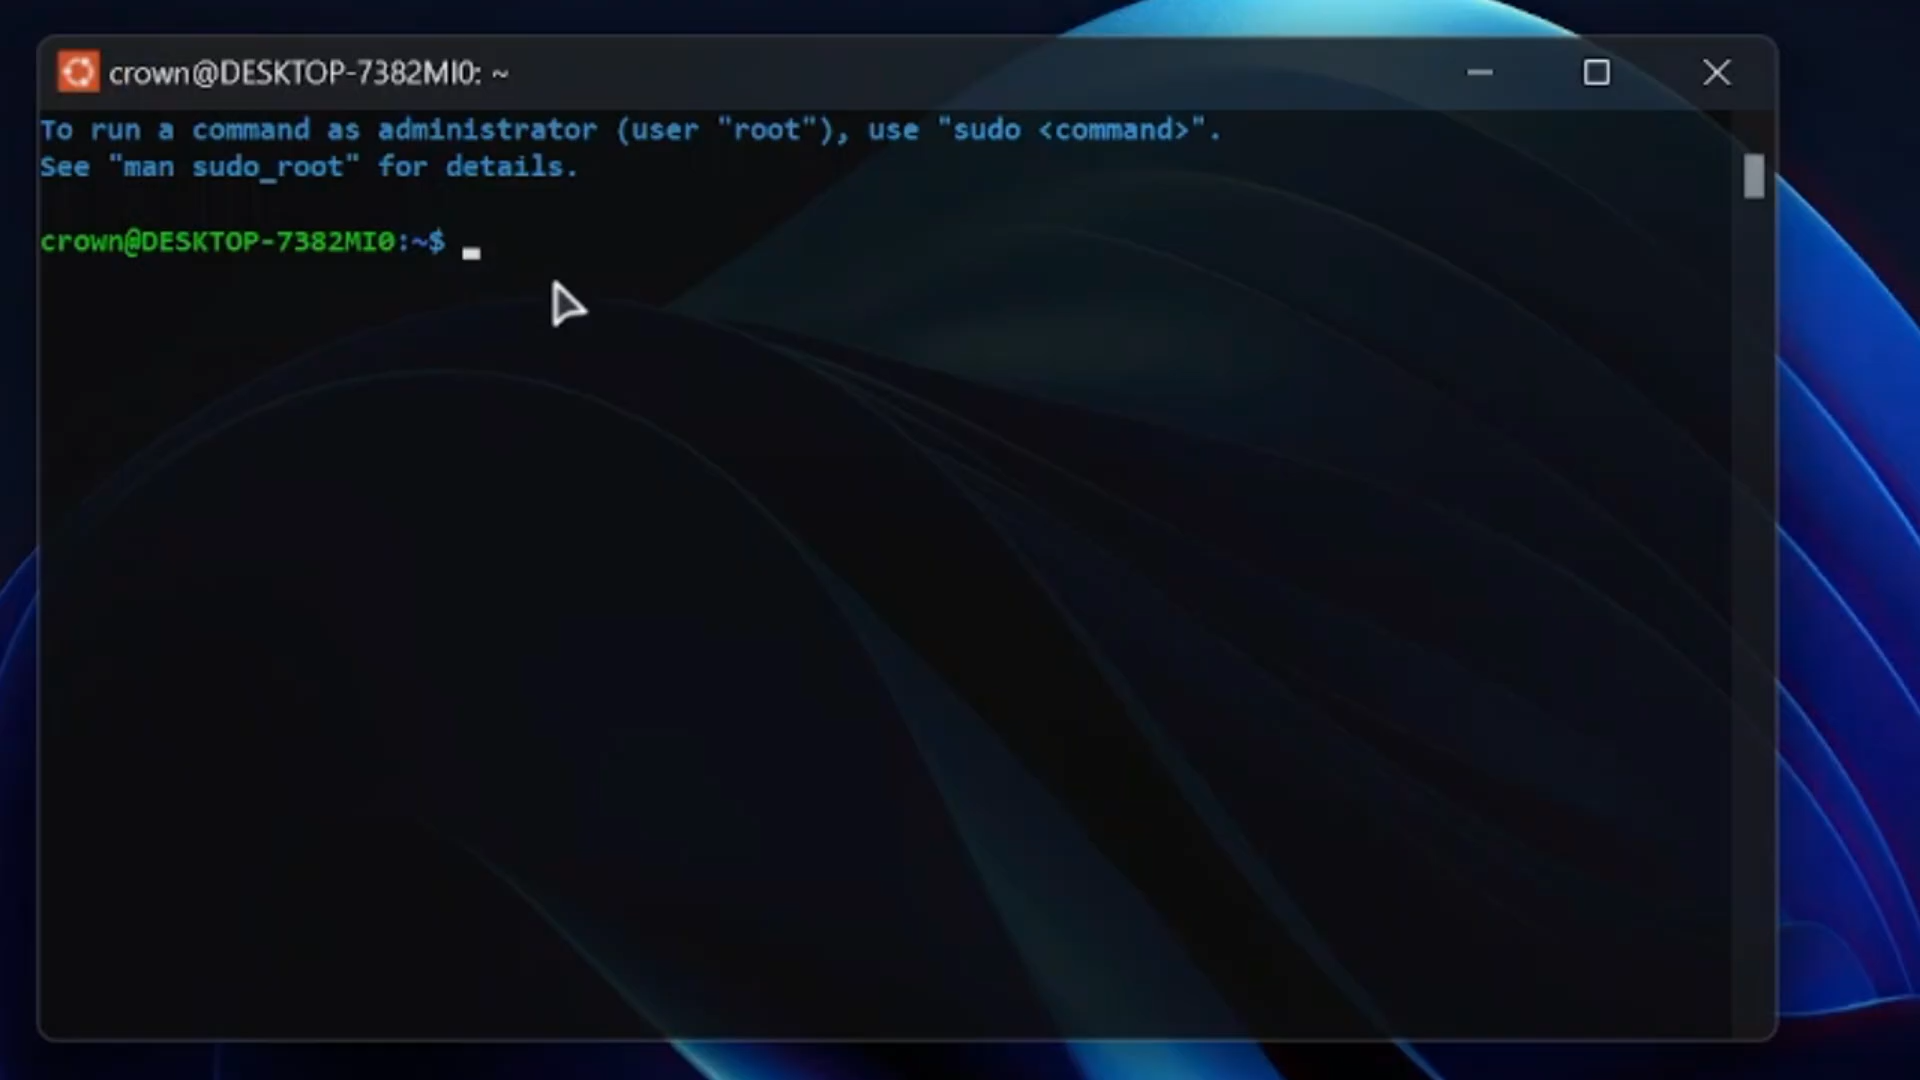 crown@DESKTOP-7382MI0: ~
To run a command as administrator (user "root"), use "sudo <command>".
See "man sudo_root" for details.
crown@DESKTOP-7382MI0:~$